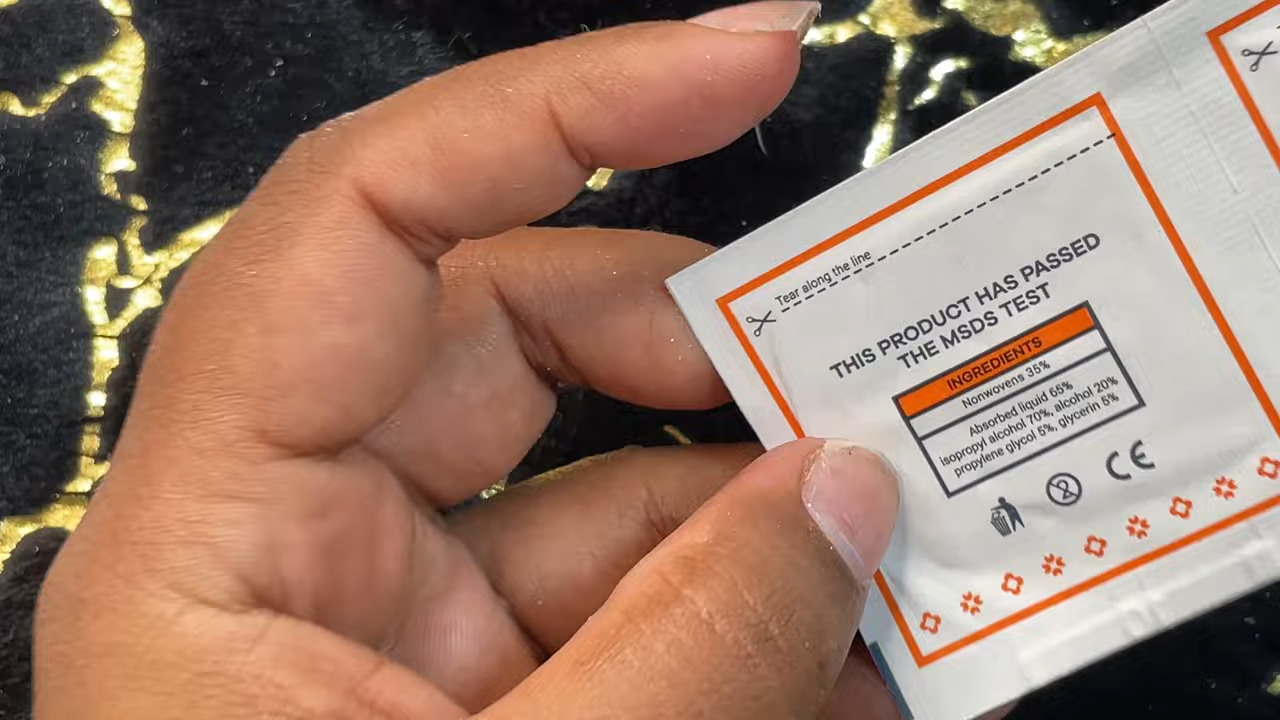 Tear along the line
THIS PRODUCT HAS PASSED
THE MSDS TEST
INGREDIENTS
Nonwovens 35%
Absorbed liquid 65%
isopropyl alcohol 70%, alcohol 20%
propylene glycol 5%, glycerin 5%
CE